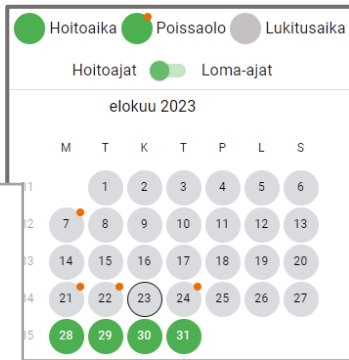 Hoitoaika Poissaolo Lukitusaika
Hoitoajat Loma-ajat
elokuu 2023
M T K T P L S
31 1 2 3 4 5 6
32 7 8 9 10 11 12 13
33 14 15 16 17 18 19 20
34 21 22 23 24 25 26 27
35 28 29 30 31